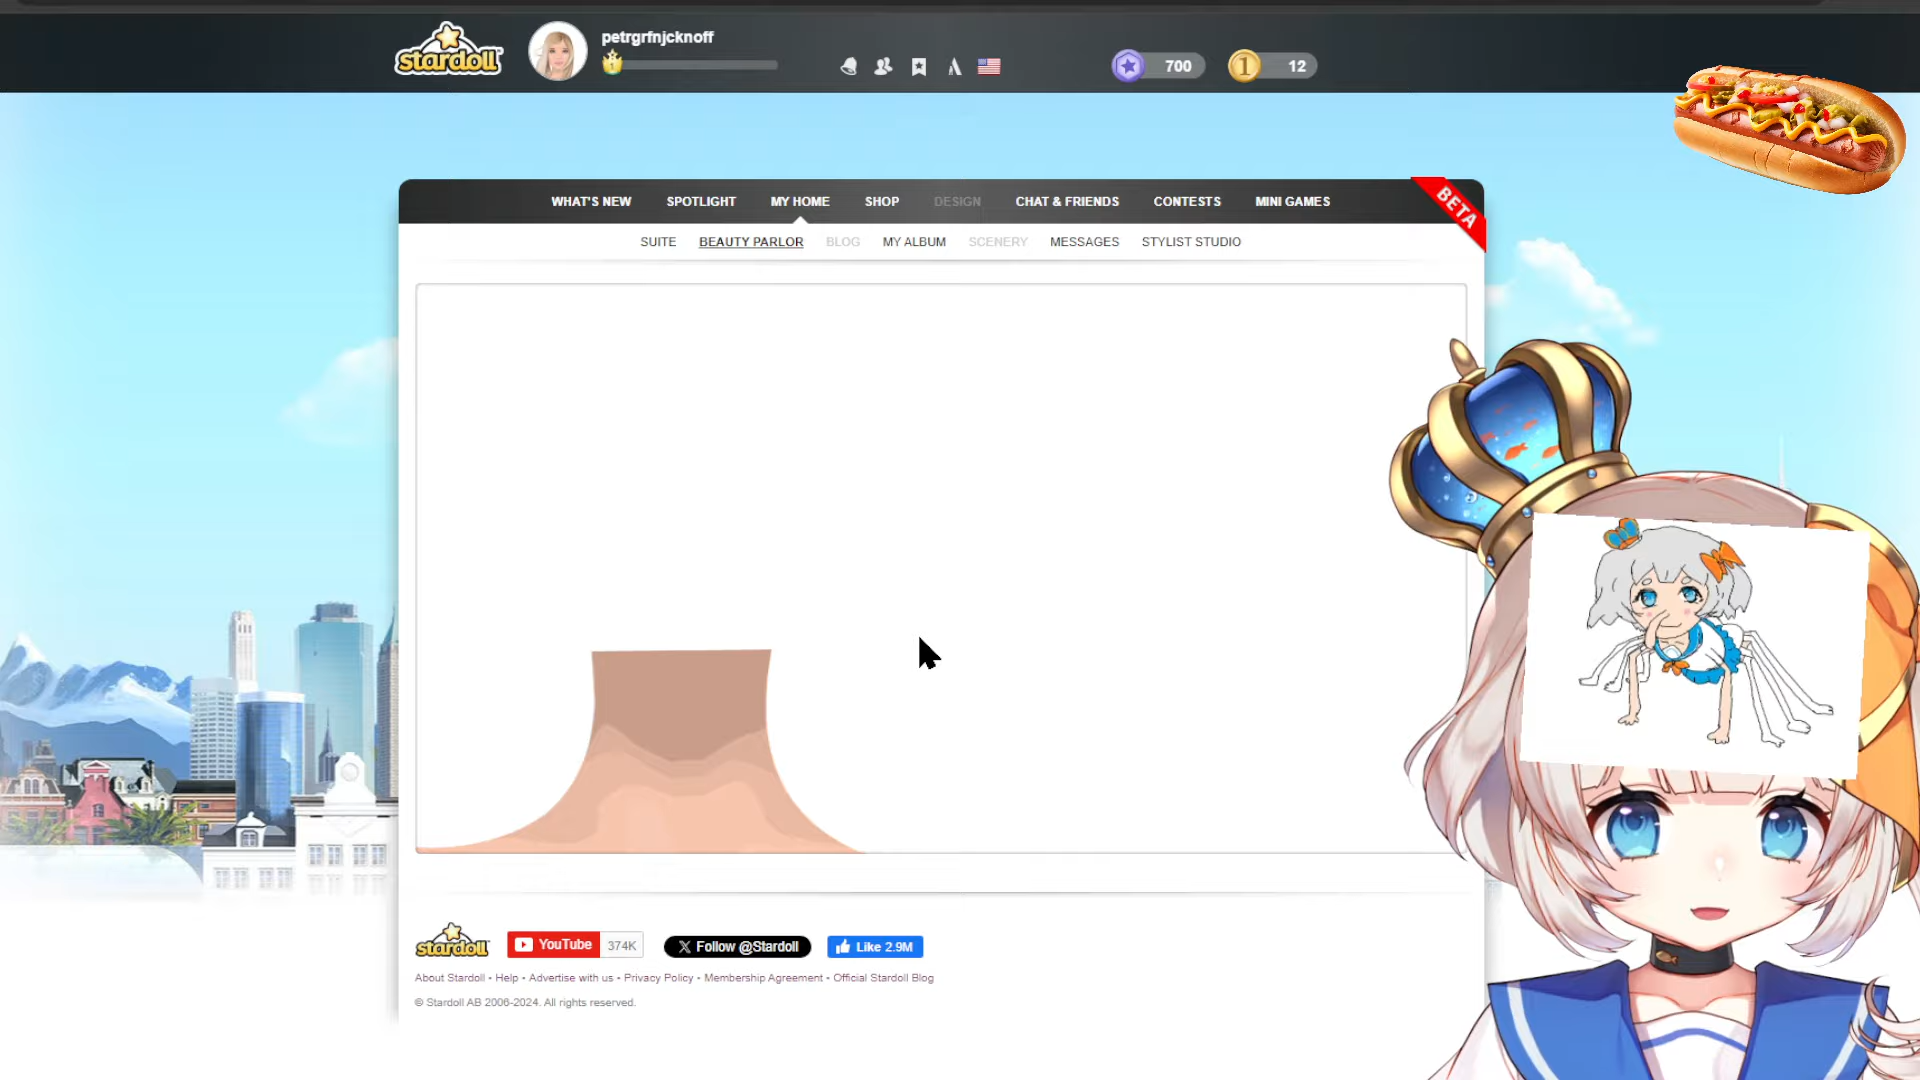 stardoll
petrgrfnjcknoff
1
700
1
12
WHAT'S NEW
SPOTLIGHT
MY HOME
SHOP
DESIGN
CHAT & FRIENDS
CONTESTS
MINI GAMES
BETA
SUITE
BEAUTY PARLOR
BLOG
MY ALBUM
SCENERY
MESSAGES
STYLIST STUDIO
stardoll
YouTube
374K
X Follow @Stardoll
Like 2.9M
About Stardoll • Help • Advertise with us • Privacy Policy • Membership Agreement • Official Stardoll Blog
© Stardoll AB 2006-2024. All rights reserved.